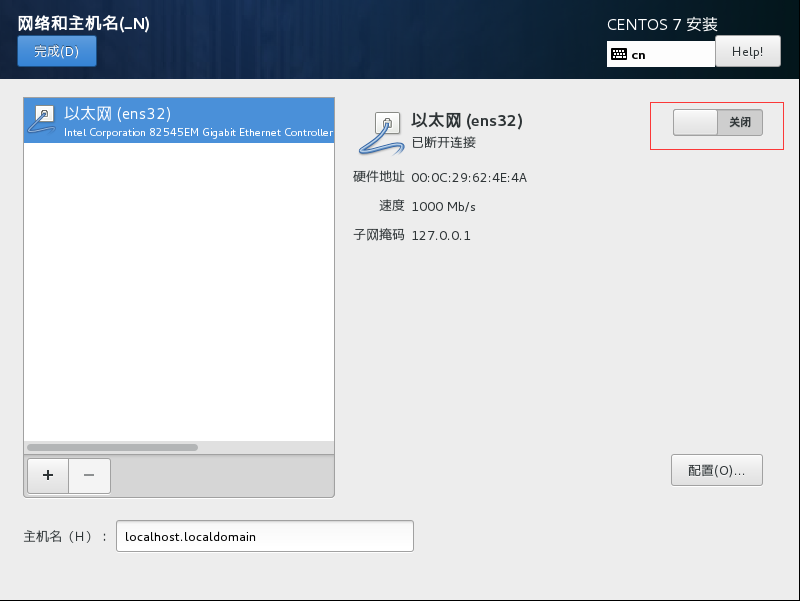 网络和主机名(_N)
CENTOS 7 安装
完成(D)
cn
Help!
以太网 (ens32)
Intel Corporation 82545EM Gigabit Ethernet Controller
以太网 (ens32)
已断开连接
关闭
硬件地址 00:0C:29:62:4E:4A
速度 1000 Mb/s
子网掩码 127.0.0.1
+ −
配置(O)...
主机名（H）： localhost.localdomain